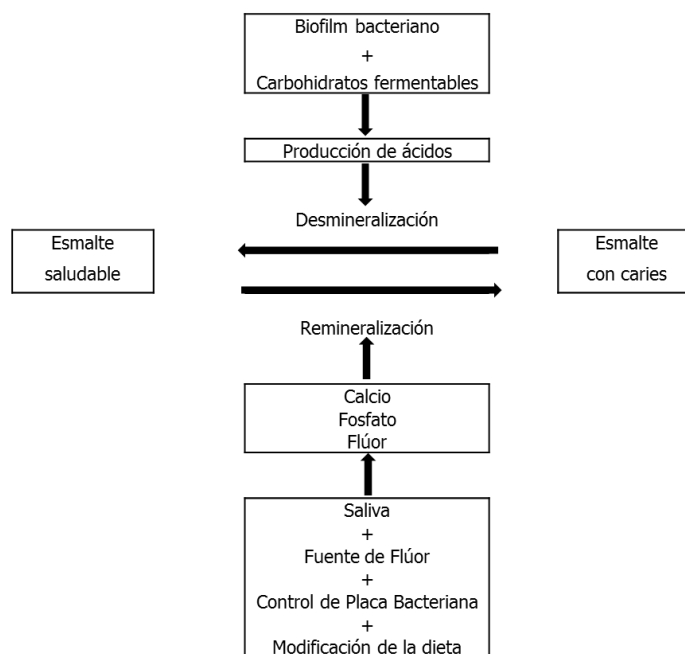 Biofilm bacteriano
+
Carbohidratos fermentables
Producción de ácidos
Desmineralización
Esmalte
saludable
Esmalte
con caries
Remineralización
Calcio
Fosfato
Flúor
Saliva
+
Fuente de Flúor
+
Control de Placa Bacteriana
+
Modificación de la dieta